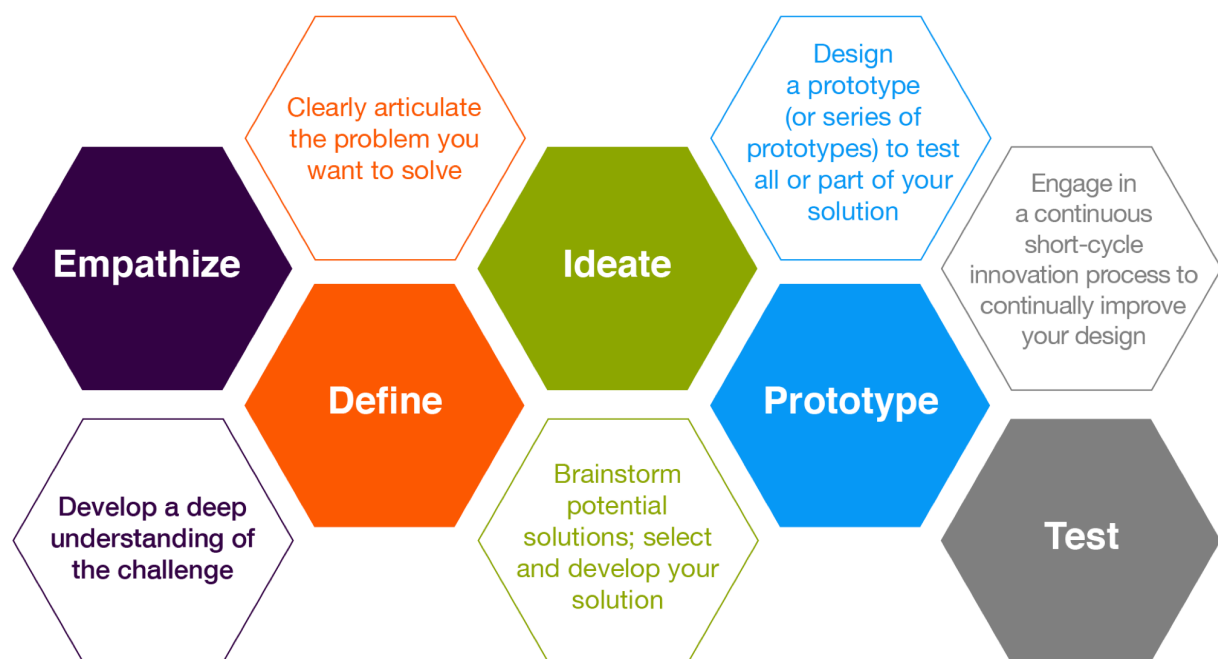 Empathize
Develop a deep
understanding of
the challenge
Clearly articulate
the problem you
want to solve
Define
Ideate
Brainstorm
potential
solutions; select
and develop your
solution
Design
a prototype
(or series of
prototypes) to test
all or part of your
solution
Prototype
Engage in
a continuous
short-cycle
innovation process to
continually improve
your design
Test